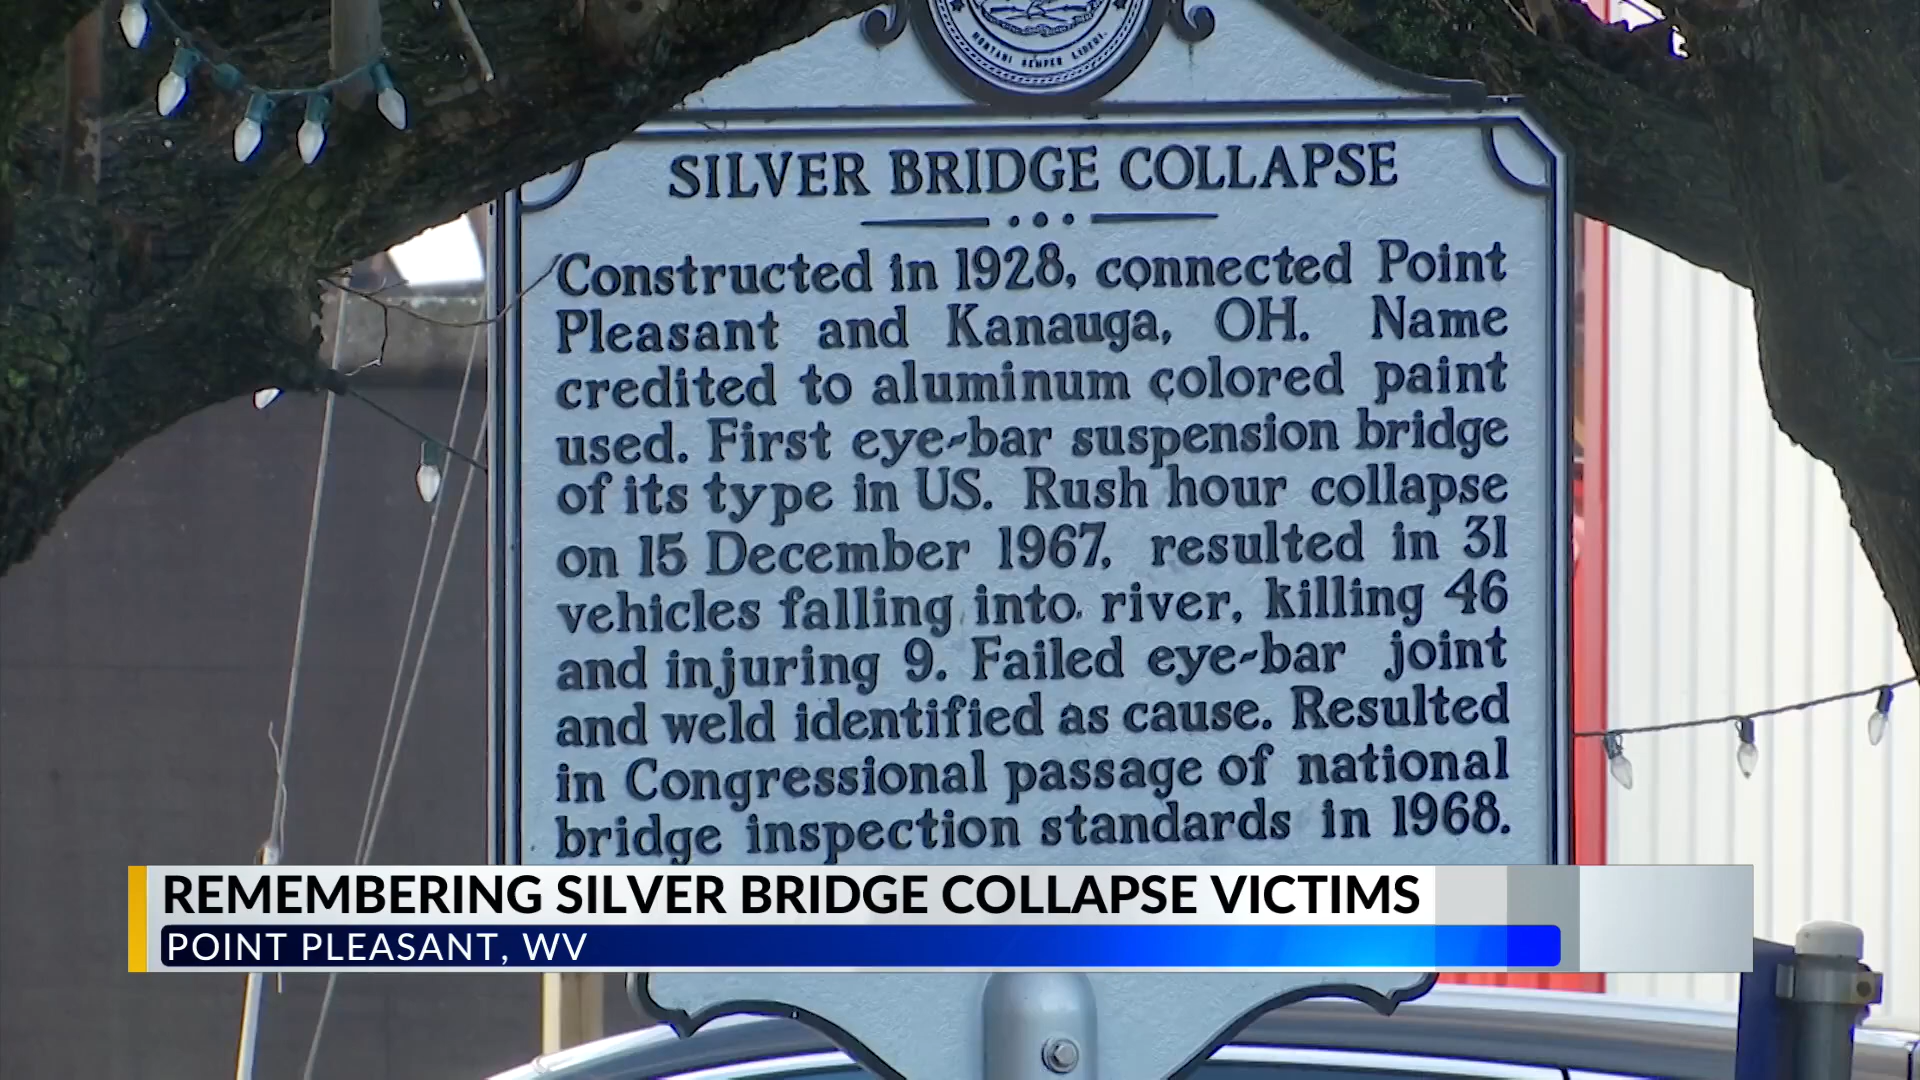 MONTANI SEMPER LIBERI.
SILVER BRIDGE COLLAPSE
Constructed in 1928, connected Point
Pleasant and Kanauga, OH. Name
credited to aluminum colored paint
used. First eye-bar suspension bridge
of its type in US. Rush hour collapse
on 15 December 1967, resulted in 31
vehicles falling into river, killing 46
and injuring 9. Failed eye-bar joint
and weld identified as cause. Resulted
in Congressional passage of national
bridge inspection standards in 1968.
REMEMBERING SILVER BRIDGE COLLAPSE VICTIMS
POINT PLEASANT, WV